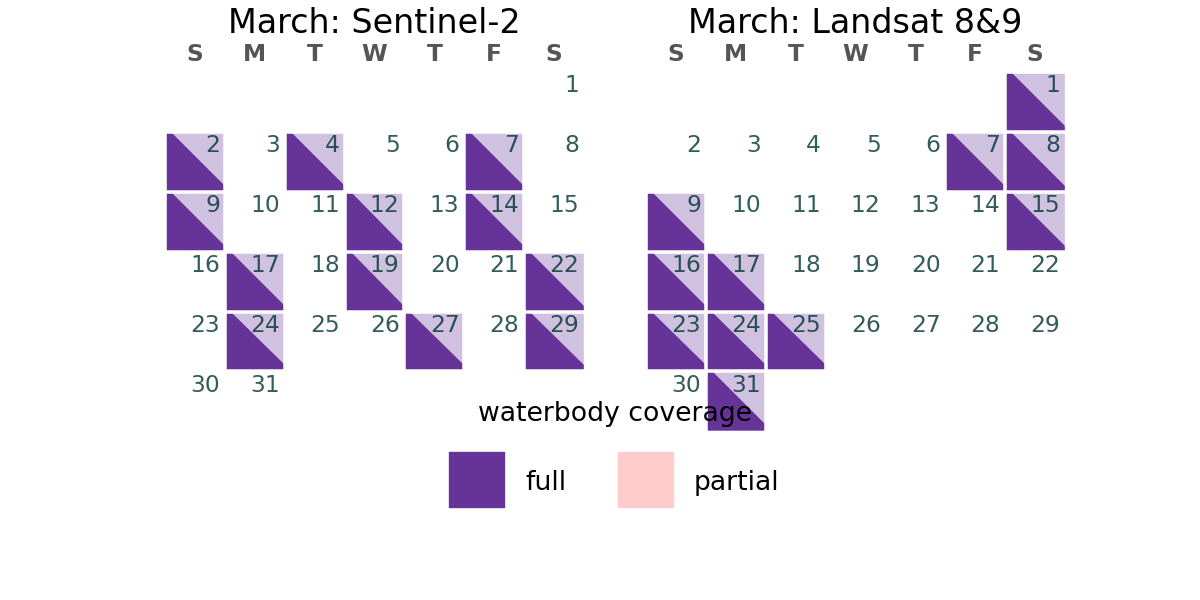 March: Sentinel-2
S M T W T F S
1
2 3 4 5 6 7 8
9 10 11 12 13 14 15
16 17 18 19 20 21 22
23 24 25 26 27 28 29
30 31
March: Landsat 8&9
S M T W T F S
1
2 3 4 5 6 7 8
9 10 11 12 13 14 15
16 17 18 19 20 21 22
23 24 25 26 27 28 29
30 31
waterbody coverage
full partial